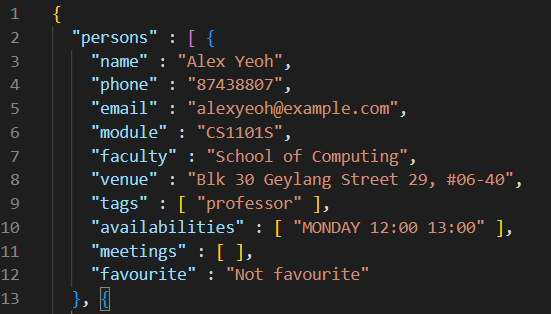 1 {
2 "persons" : [ {
3 "name" : "Alex Yeoh",
4 "phone" : "87438807",
5 "email" : "alexyeoh@example.com",
6 "module" : "CS1101S",
7 "faculty" : "School of Computing",
8 "venue" : "Blk 30 Geylang Street 29, #06-40",
9 "tags" : [ "professor" ],
10 "availabilities" : [ "MONDAY 12:00 13:00" ],
11 "meetings" : [ ],
12 "favourite" : "Not favourite"
13 }, {